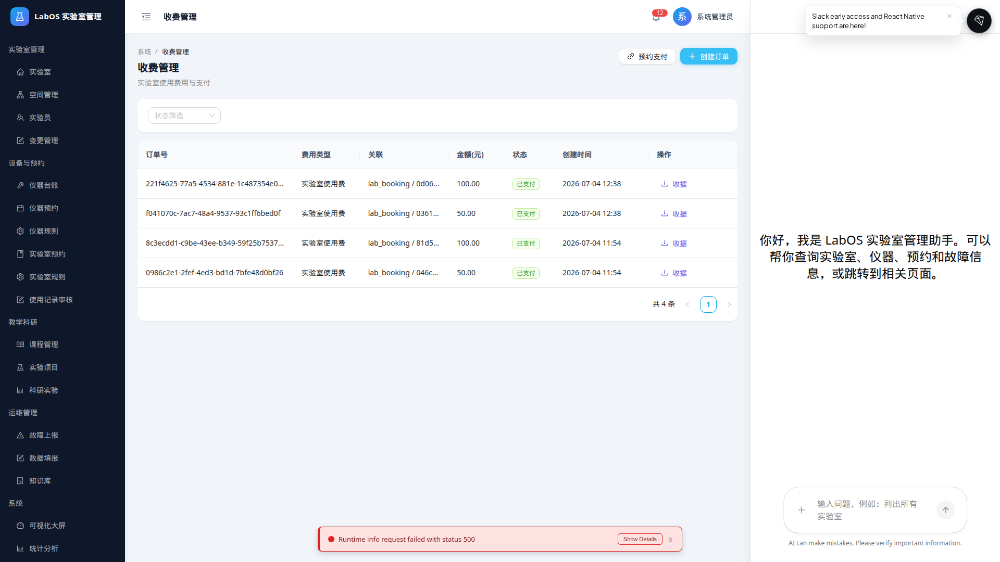 LabOS 实验室管理
实验室管理
实验室
空间管理
实验员
变更管理
设备与预约
仪器台账
仪器预约
仪器规则
实验室预约
实验室规则
使用记录审核
教学科研
课程管理
实验项目
科研实验
运维管理
故障上报
数据填报
知识库
系统
可视化大屏
统计分析
收费管理
12
系
系统管理员
系统 / 收费管理
收费管理
实验室使用费用与支付
预约支付
创建订单
状态筛选
订单号 费用类型 关联 金额(元) 状态 创建时间 操作
221f4625-77a5-4534-881e-1c487354e0... 实验室使用费 lab_booking / 0d06... 100.00 已支付 2026-07-04 12:38 收据
f041070c-7ac7-48a4-9537-93c1ff6bed0f 实验室使用费 lab_booking / 0361... 50.00 已支付 2026-07-04 12:38 收据
8c3ecdd1-c9be-43ee-b349-59f25b7537... 实验室使用费 lab_booking / 81d5... 100.00 已支付 2026-07-04 11:54 收据
0986c2e1-2fef-4ed3-bd1d-7bfe48d0bf26 实验室使用费 lab_booking / 046c... 50.00 已支付 2026-07-04 11:54 收据
共 4 条
1
Runtime info request failed with status 500
Show Details
X
Slack early access and React Native
support are here!
你好，我是 LabOS 实验室管理助手。可以
帮你查询实验室、仪器、预约和故障信
息，或跳转到相关页面。
输入问题，例如：列出所有
实验室
AI can make mistakes. Please verify important information.